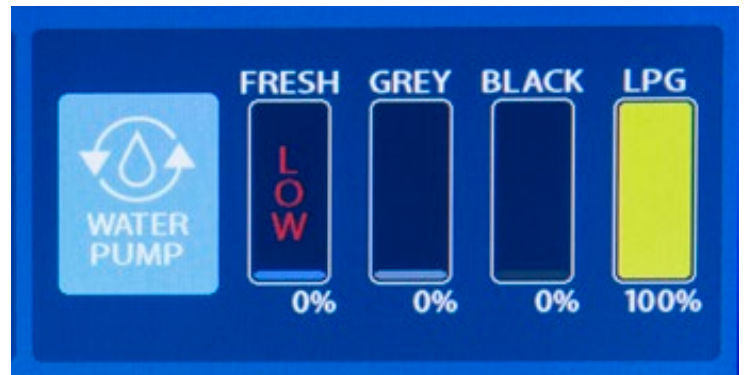 FRESH GREY BLACK LPG
LOW
WATER
PUMP
0% 0% 0% 100%